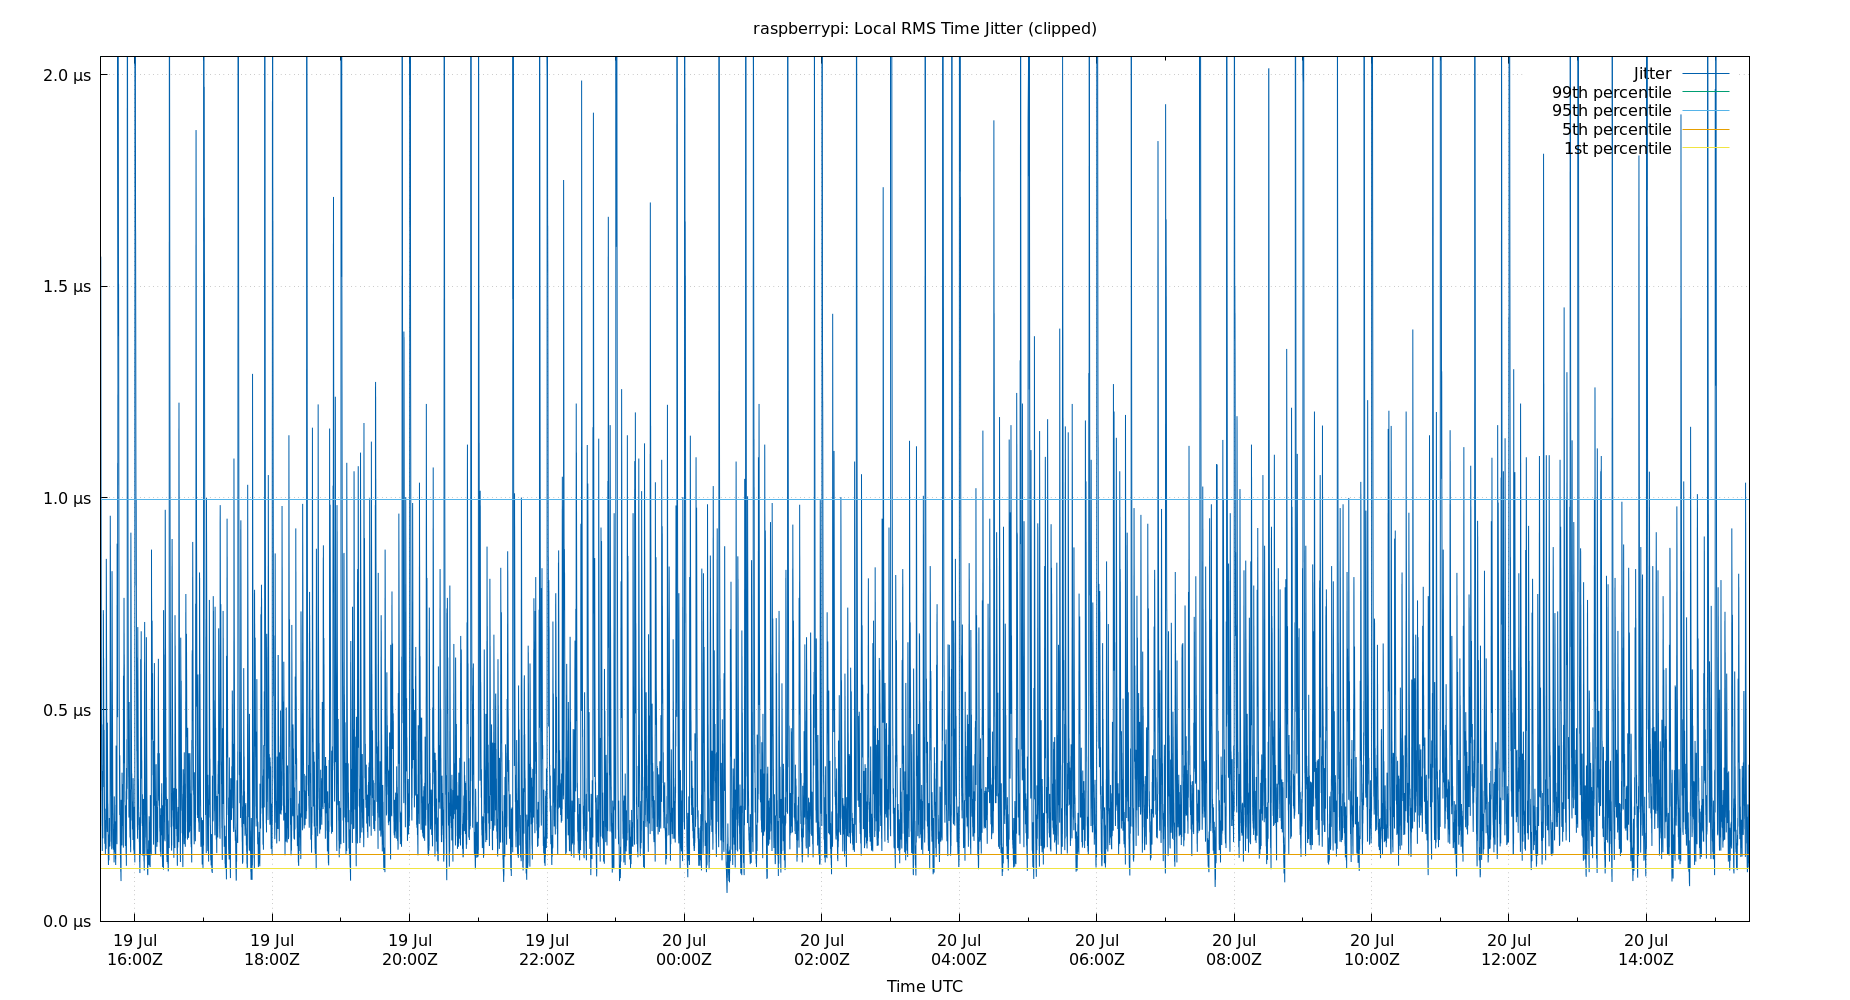 raspberrypi: Local RMS Time Jitter (clipped)
2.0 µs
1.5 µs
1.0 µs
0.5 µs
0.0 µs
Jitter
99th percentile
95th percentile
5th percentile
1st percentile
19 Jul 19 Jul 19 Jul 19 Jul 20 Jul 20 Jul 20 Jul 20 Jul 20 Jul 20 Jul 20 Jul 20 Jul
16:00Z 18:00Z 20:00Z 22:00Z 00:00Z 02:00Z 04:00Z 06:00Z 08:00Z 10:00Z 12:00Z 14:00Z
Time UTC